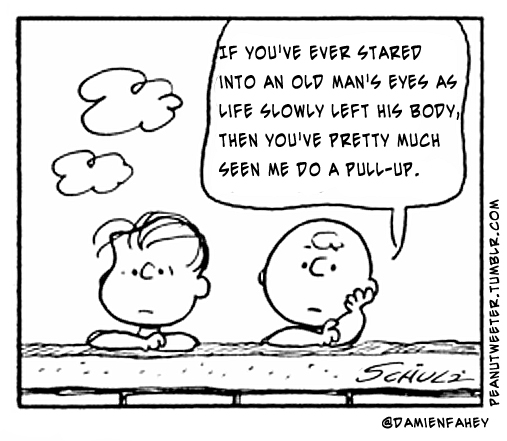 IF YOU'VE EVER STARED
INTO AN OLD MAN'S EYES AS
LIFE SLOWLY LEFT HIS BODY,
THEN YOU'VE PRETTY MUCH
SEEN ME DO A PULL-UP.
SCHULZ
PEANUTWEETER.TUMBLR.COM
@DAMIENFAHEY